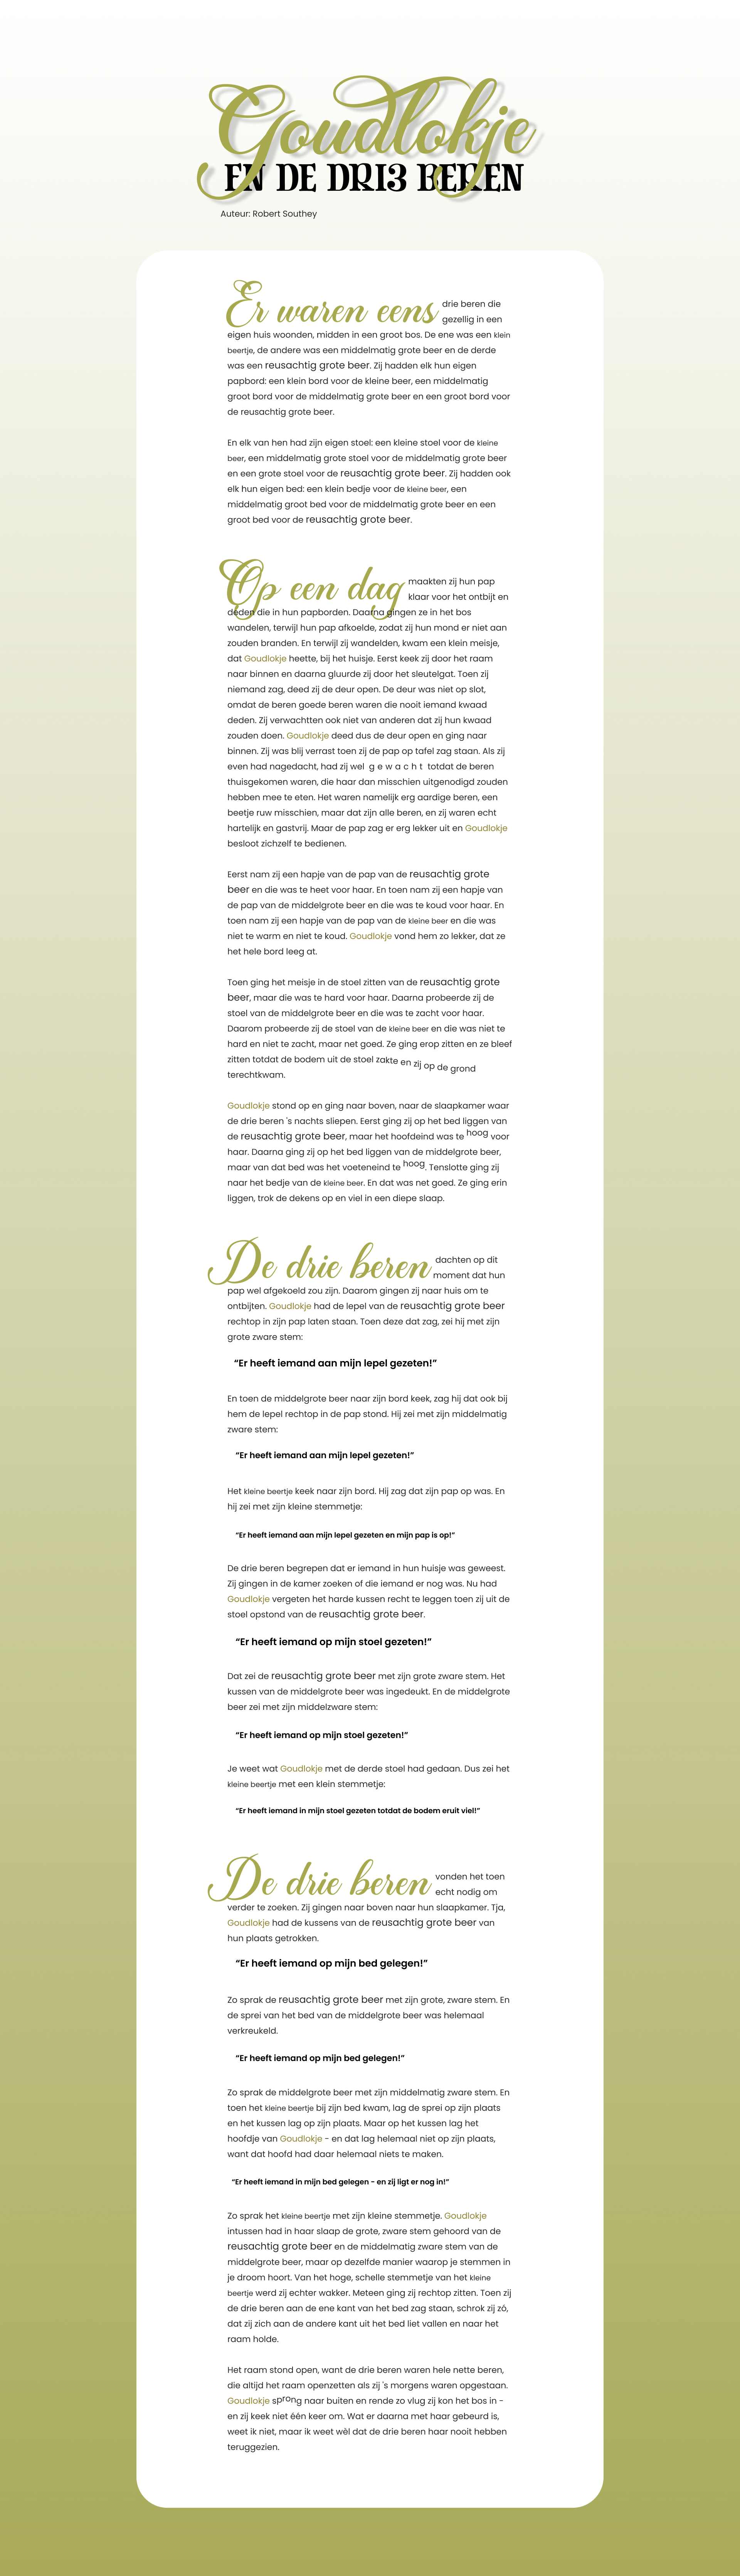 Goudlokje
EN DE DRI3 BEREN
Auteur: Robert Southey
Er waren eens drie beren die
gezellig in een
eigen huis woonden, midden in een groot bos. De ene was een klein
beertje, de andere was een middelmatig grote beer en de derde
was een reusachtig grote beer. Zij hadden elk hun eigen
papbord: een klein bord voor de kleine beer, een middelmatig
groot bord voor de middelmatig grote beer en een groot bord voor
de reusachtig grote beer.
En elk van hen had zijn eigen stoel: een kleine stoel voor de kleine
beer, een middelmatig grote stoel voor de middelmatig grote beer
en een grote stoel voor de reusachtig grote beer. Zij hadden ook
elk hun eigen bed: een klein bedje voor de kleine beer, een
middelmatig groot bed voor de middelmatig grote beer en een
groot bed voor de reusachtig grote beer.
Op een dag maakten zij hun pap
klaar voor het ontbijt en
deden die in hun papborden. Daarna gingen ze in het bos
wandelen, terwijl hun pap afkoelde, zodat zij hun mond er niet aan
zouden branden. En terwijl zij wandelden, kwam een klein meisje,
dat Goudlokje heette, bij het huisje. Eerst keek zij door het raam
naar binnen en daarna gluurde zij door het sleutelgat. Toen zij
niemand zag, deed zij de deur open. De deur was niet op slot,
omdat de beren goede beren waren die nooit iemand kwaad
deden. Zij verwachtten ook niet van anderen dat zij hun kwaad
zouden doen. Goudlokje deed dus de deur open en ging naar
binnen. Zij was blij verrast toen zij de pap op tafel zag staan. Als zij
even had nagedacht, had zij wel g e w a c h t totdat de beren
thuisgekomen waren, die haar dan misschien uitgenodigd zouden
hebben mee te eten. Het waren namelijk erg aardige beren, een
beetje ruw misschien, maar dat zijn alle beren, en zij waren echt
hartelijk en gastvrij. Maar de pap zag er erg lekker uit en Goudlokje
besloot zichzelf te bedienen.
Eerst nam zij een hapje van de pap van de reusachtig grote
beer en die was te heet voor haar. En toen nam zij een hapje van
de pap van de middelgrote beer en die was te koud voor haar. En
toen nam zij een hapje van de pap van de kleine beer en die was
niet te warm en niet te koud. Goudlokje vond hem zo lekker, dat ze
het hele bord leeg at.
Toen ging het meisje in de stoel zitten van de reusachtig grote
beer, maar die was te hard voor haar. Daarna probeerde zij de
stoel van de middelgrote beer en die was te zacht voor haar.
Daarom probeerde zij de stoel van de kleine beer en die was niet te
hard en niet te zacht, maar net goed. Ze ging erop zitten en ze bleef
zitten totdat de bodem uit de stoel zakte en zij op de grond
terechtkwam.
Goudlokje stond op en ging naar boven, naar de slaapkamer waar
de drie beren 's nachts sliepen. Eerst ging zij op het bed liggen van
de reusachtig grote beer, maar het hoofdeind was te hoog voor
haar. Daarna ging zij op het bed liggen van de middelgrote beer,
maar van dat bed was het voeteneind te hoog. Tenslotte ging zij
naar het bedje van de kleine beer. En dat was net goed. Ze ging erin
liggen, trok de dekens op en viel in een diepe slaap.
De drie beren dachten op dit
moment dat hun
pap wel afgekoeld zou zijn. Daarom gingen zij naar huis om te
ontbijten. Goudlokje had de lepel van de reusachtig grote beer
rechtop in zijn pap laten staan. Toen deze dat zag, zei hij met zijn
grote zware stem:
“Er heeft iemand aan mijn lepel gezeten!”
En toen de middelgrote beer naar zijn bord keek, zag hij dat ook bij
hem de lepel rechtop in de pap stond. Hij zei met zijn middelmatig
zware stem:
“Er heeft iemand aan mijn lepel gezeten!”
Het kleine beertje keek naar zijn bord. Hij zag dat zijn pap op was. En
hij zei met zijn kleine stemmetje:
“Er heeft iemand aan mijn lepel gezeten en mijn pap is op!”
De drie beren begrepen dat er iemand in hun huisje was geweest.
Zij gingen in de kamer zoeken of die iemand er nog was. Nu had
Goudlokje vergeten het harde kussen recht te leggen toen zij uit de
stoel opstond van de reusachtig grote beer.
“Er heeft iemand op mijn stoel gezeten!”
Dat zei de reusachtig grote beer met zijn grote zware stem. Het
kussen van de middelgrote beer was ingedeukt. En de middelgrote
beer zei met zijn middelzware stem:
“Er heeft iemand op mijn stoel gezeten!”
Je weet wat Goudlokje met de derde stoel had gedaan. Dus zei het
kleine beertje met een klein stemmetje:
“Er heeft iemand in mijn stoel gezeten totdat de bodem eruit viel!”
De drie beren vonden het toen
echt nodig om
verder te zoeken. Zij gingen naar boven naar hun slaapkamer. Tja,
Goudlokje had de kussens van de reusachtig grote beer van
hun plaats getrokken.
“Er heeft iemand op mijn bed gelegen!”
Zo sprak de reusachtig grote beer met zijn grote, zware stem. En
de sprei van het bed van de middelgrote beer was helemaal
verkreukeld.
“Er heeft iemand op mijn bed gelegen!”
Zo sprak de middelgrote beer met zijn middelmatig zware stem. En
toen het kleine beertje bij zijn bed kwam, lag de sprei op zijn plaats
en het kussen lag op zijn plaats. Maar op het kussen lag het
hoofdje van Goudlokje - en dat lag helemaal niet op zijn plaats,
want dat hoofd had daar helemaal niets te maken.
“Er heeft iemand in mijn bed gelegen - en zij ligt er nog in!”
Zo sprak het kleine beertje met zijn kleine stemmetje. Goudlokje
intussen had in haar slaap de grote, zware stem gehoord van de
reusachtig grote beer en de middelmatig zware stem van de
middelgrote beer, maar op dezelfde manier waarop je stemmen in
je droom hoort. Van het hoge, schelle stemmetje van het kleine
beertje werd zij echter wakker. Meteen ging zij rechtop zitten. Toen zij
de drie beren aan de ene kant van het bed zag staan, schrok zij zó,
dat zij zich aan de andere kant uit het bed liet vallen en naar het
raam holde.
Het raam stond open, want de drie beren waren hele nette beren,
die altijd het raam openzetten als zij 's morgens waren opgestaan.
Goudlokje sprong naar buiten en rende zo vlug zij kon het bos in -
en zij keek niet één keer om. Wat er daarna met haar gebeurd is,
weet ik niet, maar ik weet wèl dat de drie beren haar nooit hebben
teruggezien.